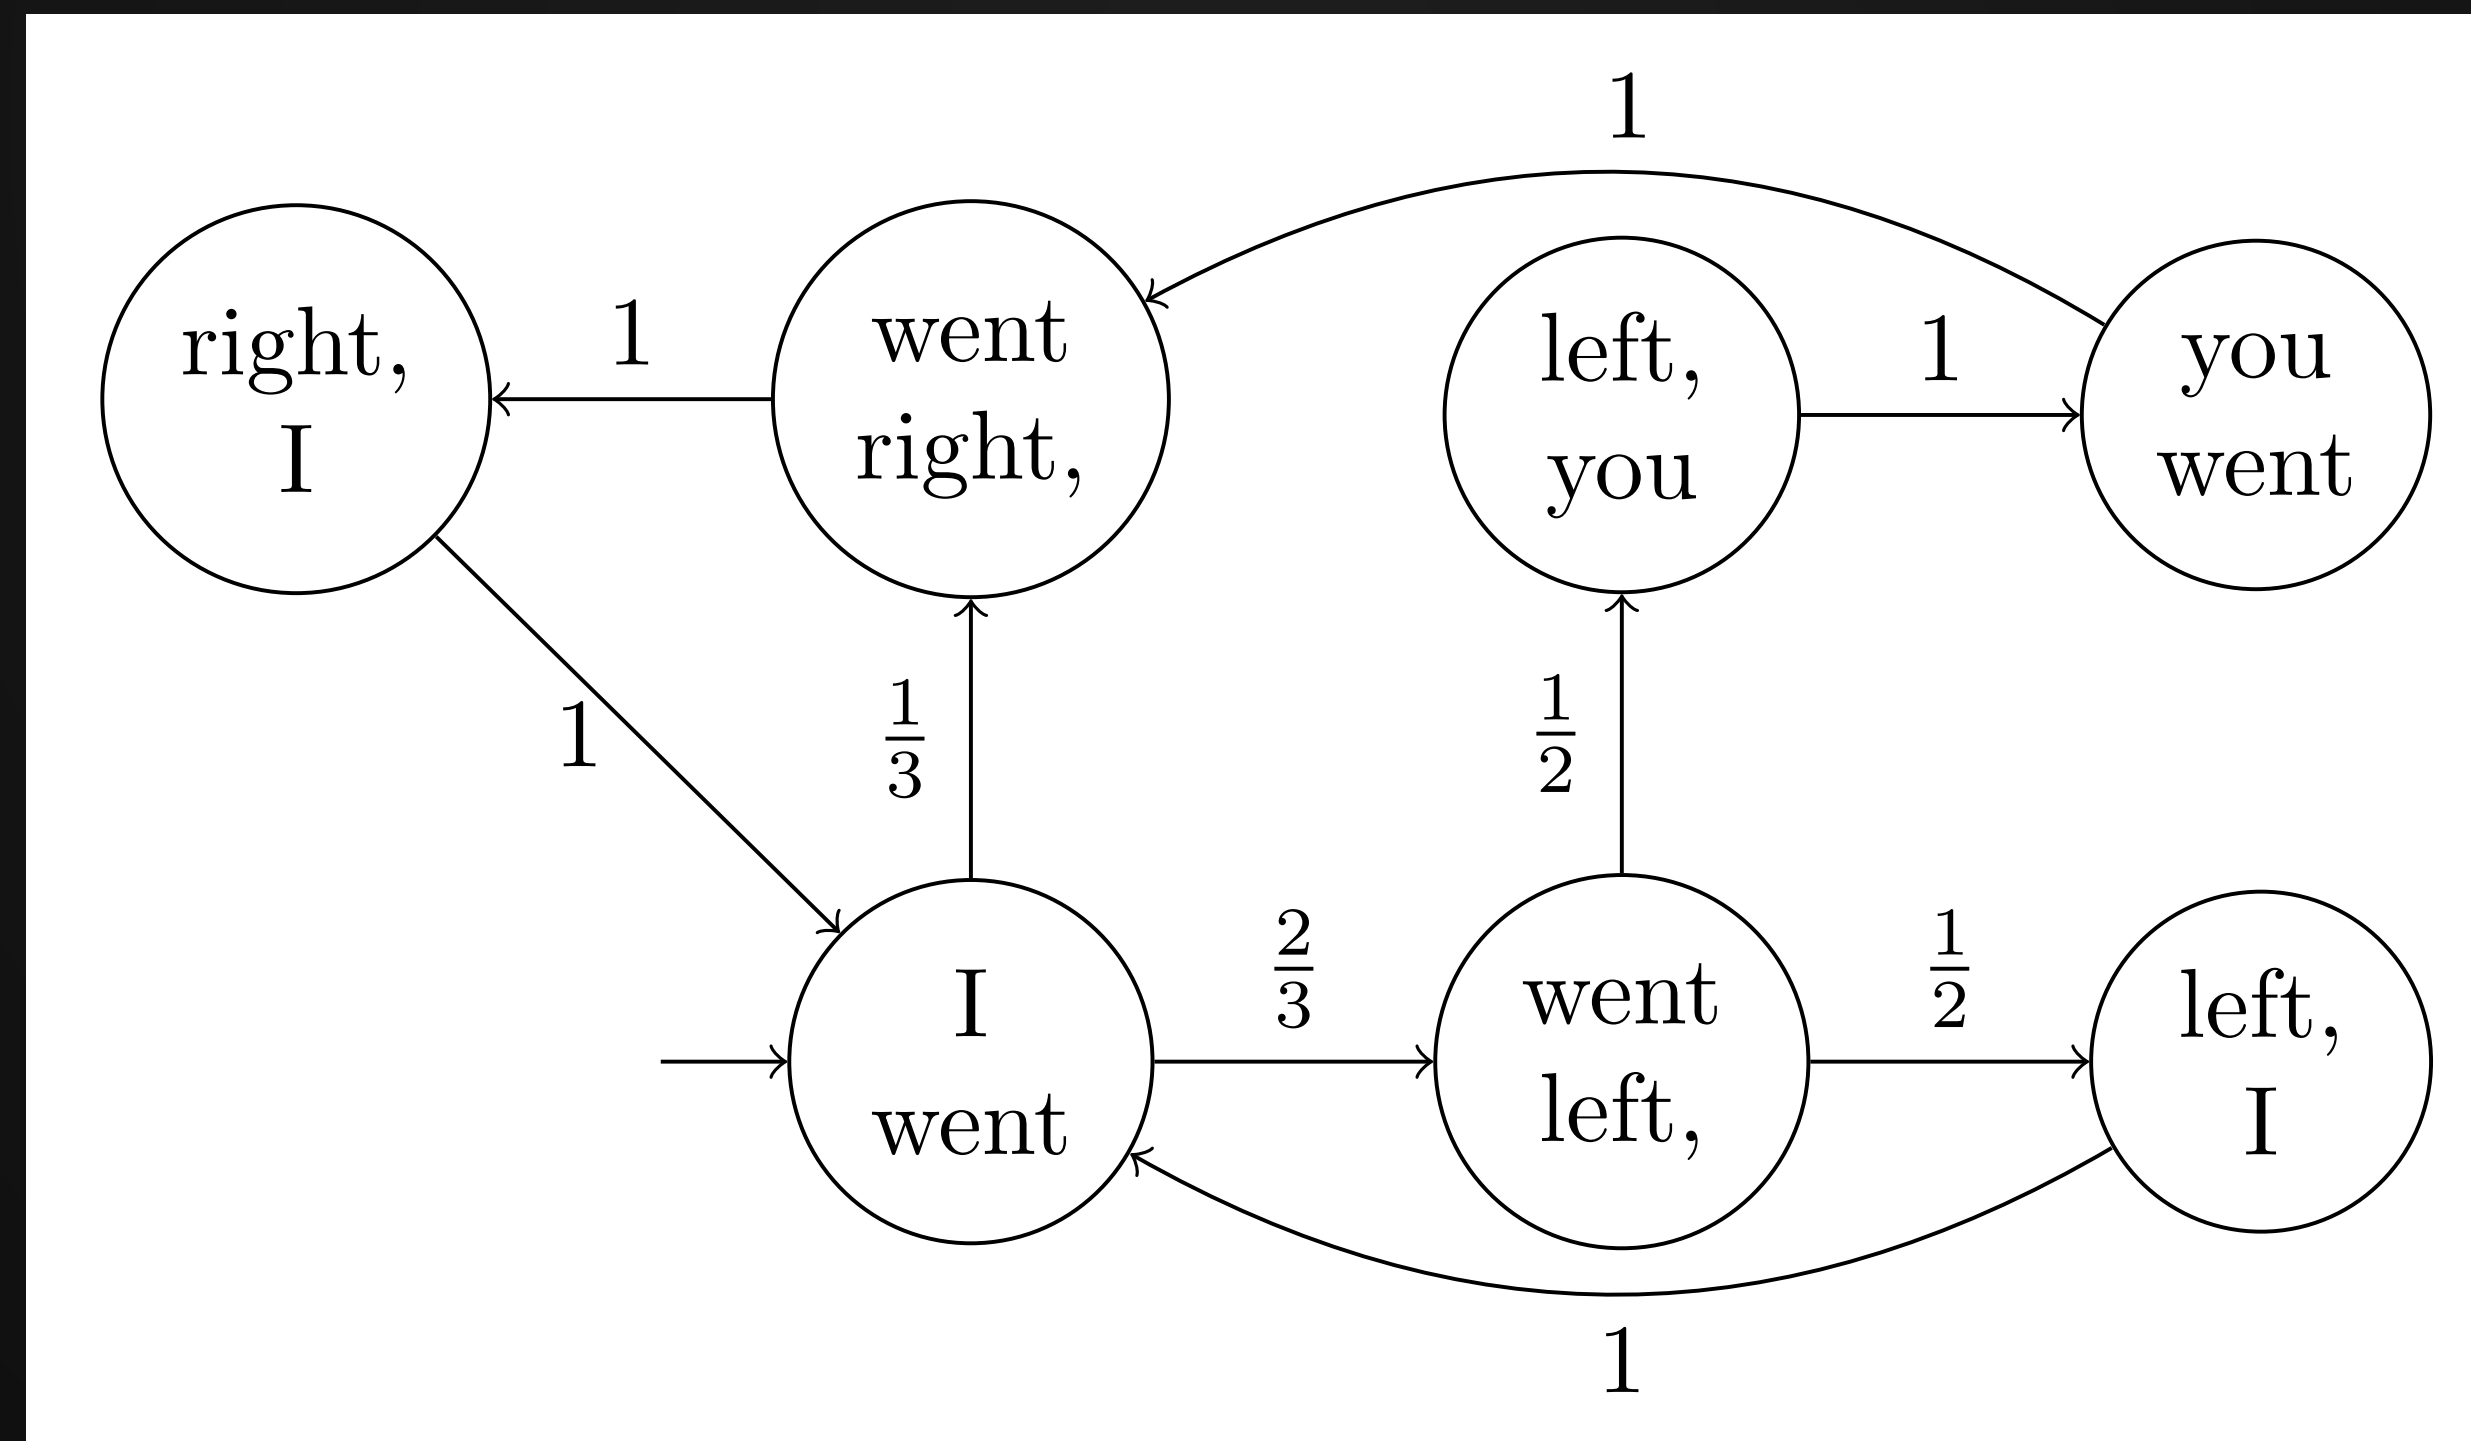 1
right,
I
1
went
right,
left,
you
1
you
went
1
1/3
1/2
I
went
2/3
went
left,
1/2
left,
I
1